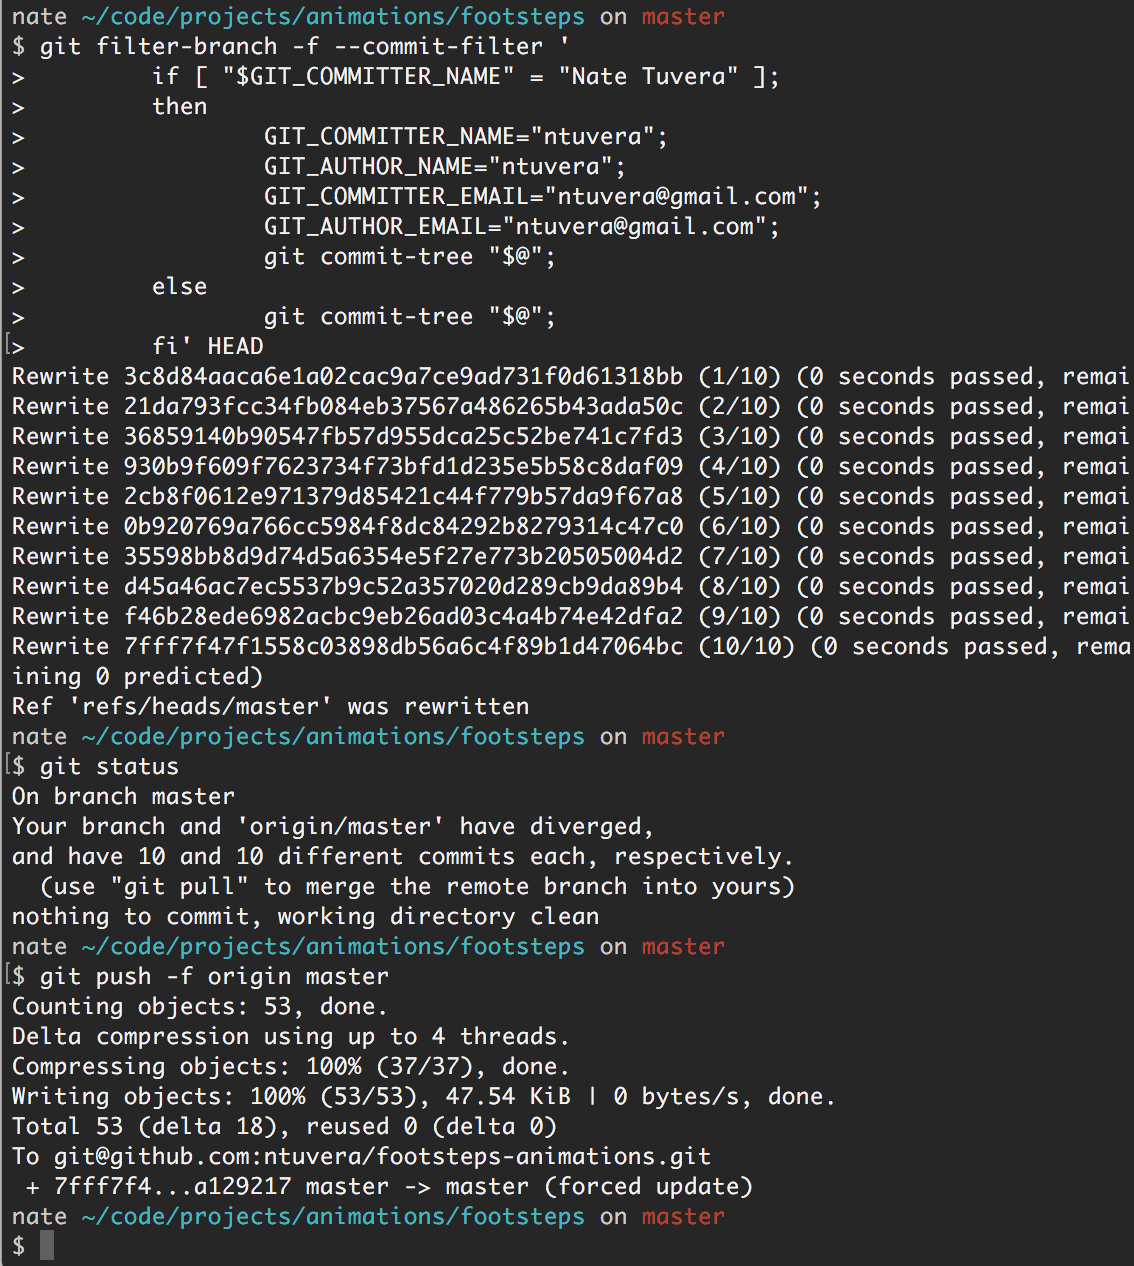 nate ~/code/projects/animations/footsteps on master
$ git filter-branch -f --commit-filter '
>         if [ "$GIT_COMMITTER_NAME" = "Nate Tuvera" ];
>         then
>                 GIT_COMMITTER_NAME="ntuvera";
>                 GIT_AUTHOR_NAME="ntuvera";
>                 GIT_COMMITTER_EMAIL="ntuvera@gmail.com";
>                 GIT_AUTHOR_EMAIL="ntuvera@gmail.com";
>                 git commit-tree "$@";
>         else
>                 git commit-tree "$@";
[>         fi' HEAD
Rewrite 3c8d84aaca6e1a02cac9a7ce9ad731f0d61318bb (1/10) (0 seconds passed, remai
Rewrite 21da793fcc34fb084eb37567a486265b43ada50c (2/10) (0 seconds passed, remai
Rewrite 36859140b90547fb57d955dca25c52be741c7fd3 (3/10) (0 seconds passed, remai
Rewrite 930b9f609f7623734f73bfd1d235e5b58c8daf09 (4/10) (0 seconds passed, remai
Rewrite 2cb8f0612e971379d85421c44f779b57da9f67a8 (5/10) (0 seconds passed, remai
Rewrite 0b920769a766cc5984f8dc84292b8279314c47c0 (6/10) (0 seconds passed, remai
Rewrite 35598bb8d9d74d5a6354e5f27e773b20505004d2 (7/10) (0 seconds passed, remai
Rewrite d45a46ac7ec5537b9c52a357020d289cb9da89b4 (8/10) (0 seconds passed, remai
Rewrite f46b28ede6982acbc9eb26ad03c4a4b74e42dfa2 (9/10) (0 seconds passed, remai
Rewrite 7fff7f47f1558c03898db56a6c4f89b1d47064bc (10/10) (0 seconds passed, rema
ining 0 predicted)
Ref 'refs/heads/master' was rewritten
nate ~/code/projects/animations/footsteps on master
[$ git status
On branch master
Your branch and 'origin/master' have diverged,
and have 10 and 10 different commits each, respectively.
  (use "git pull" to merge the remote branch into yours)
nothing to commit, working directory clean
nate ~/code/projects/animations/footsteps on master
[$ git push -f origin master
Counting objects: 53, done.
Delta compression using up to 4 threads.
Compressing objects: 100% (37/37), done.
Writing objects: 100% (53/53), 47.54 KiB | 0 bytes/s, done.
Total 53 (delta 18), reused 0 (delta 0)
To git@github.com:ntuvera/footsteps-animations.git
 + 7fff7f4...a129217 master -> master (forced update)
nate ~/code/projects/animations/footsteps on master
$